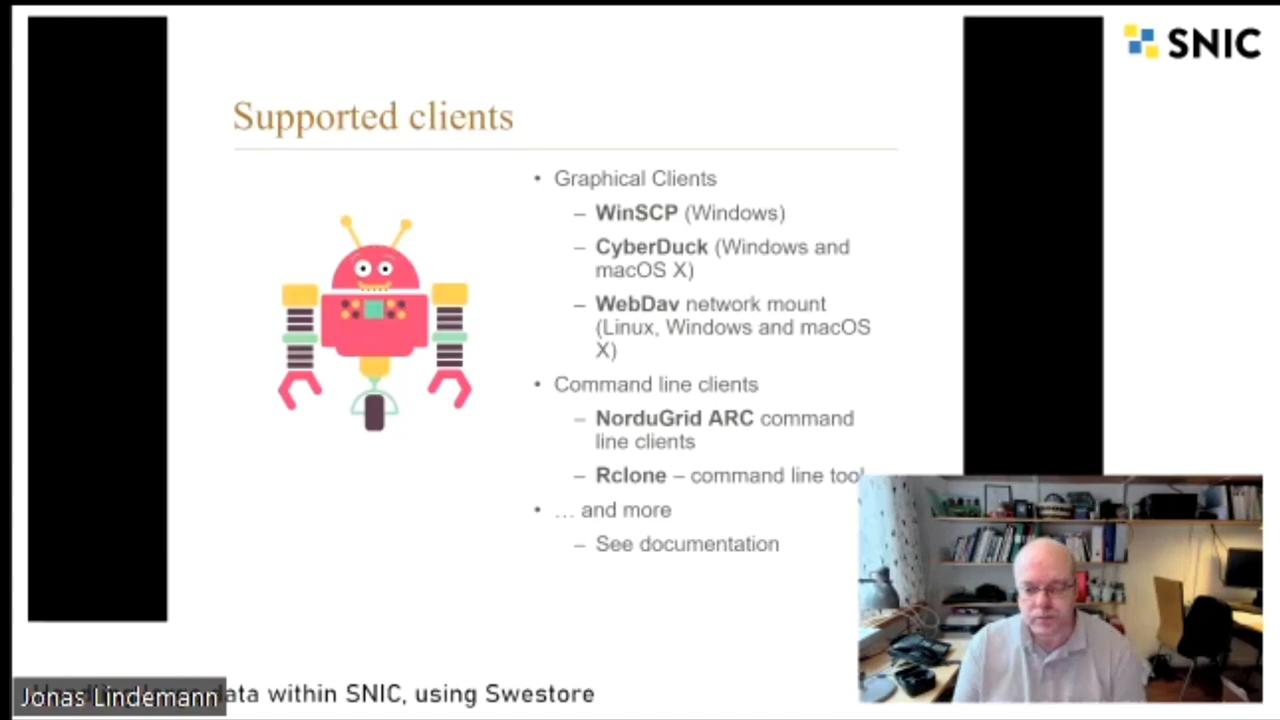 SNIC
Supported clients
• Graphical Clients
– WinSCP (Windows)
– CyberDuck (Windows and
macOS X)
– WebDav network mount
(Linux, Windows and macOS
X)
• Command line clients
– NorduGrid ARC command
line clients
– Rclone – command line tool
• … and more
– See documentation
Jonas Lindemann
data within SNIC, using Swestore